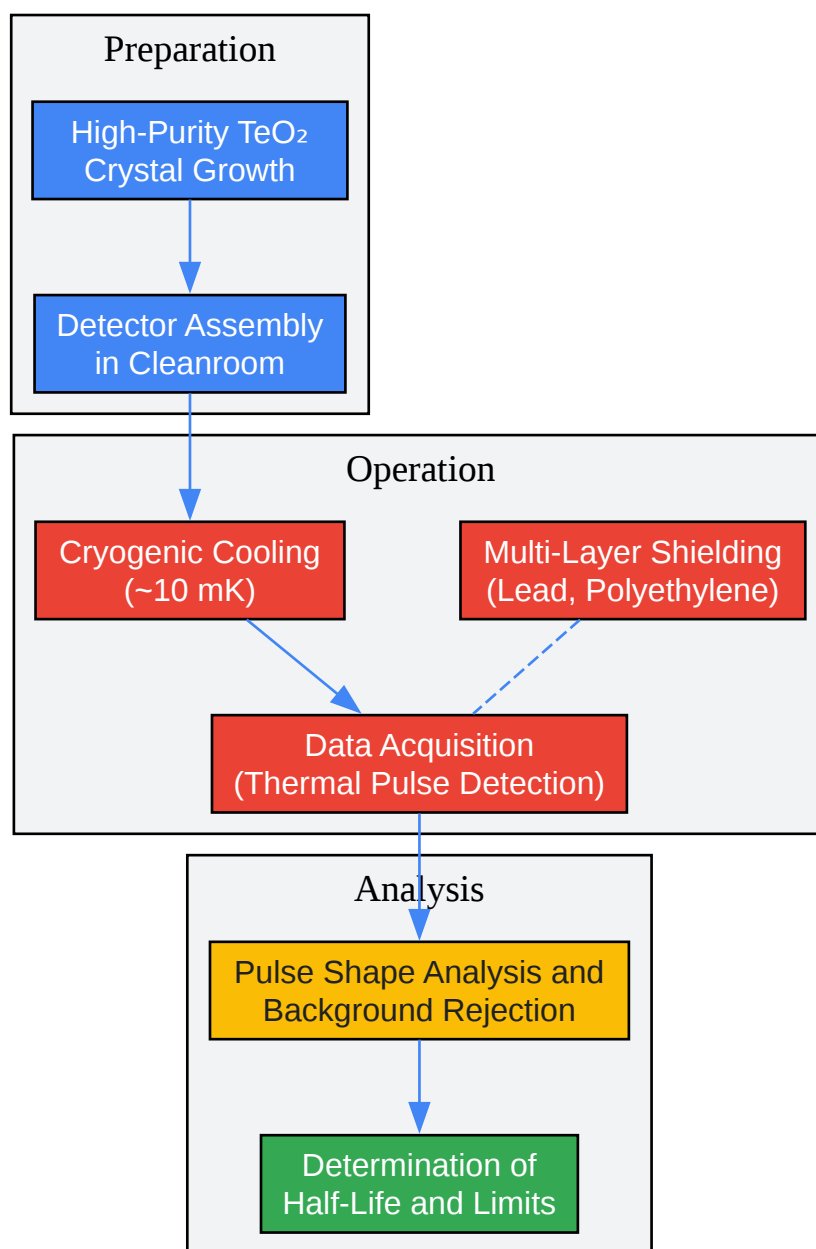 Preparation
High-Purity TeO₂
Crystal Growth
Detector Assembly
in Cleanroom
Operation
Cryogenic Cooling
(~10 mK)
Multi-Layer Shielding
(Lead, Polyethylene)
Data Acquisition
(Thermal Pulse Detection)
Analysis
Pulse Shape Analysis and
Background Rejection
Determination of
Half-Life and Limits